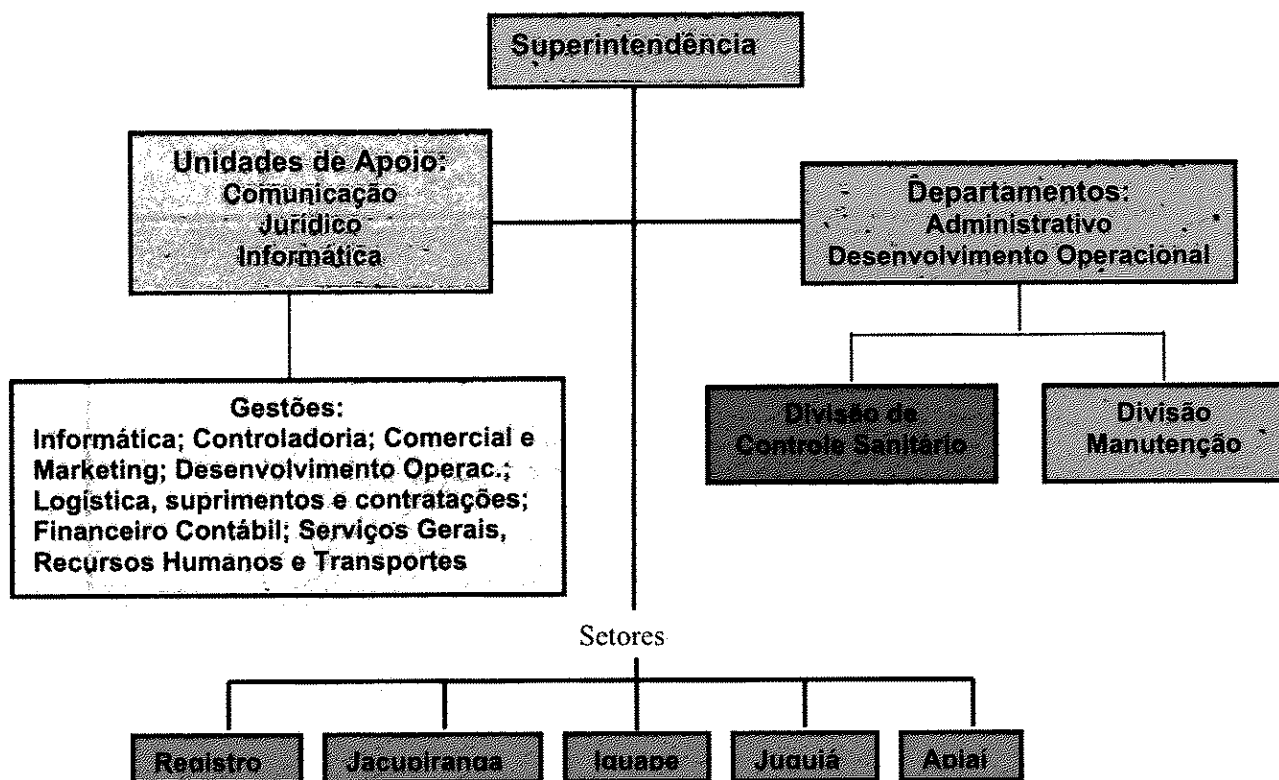 Superintendência
Unidades de Apoio:
Comunicação
Jurídico
Informática
Departamentos:
Administrativo
Desenvolvimento Operacional
Gestões:
Informática; Controladoria; Comercial e
Marketing; Desenvolvimento Operac.;
Logística, suprimentos e contratações;
Financeiro Contábil; Serviços Gerais,
Recursos Humanos e Transportes
Divisão de
Controle Sanitário
Divisão
Manutenção
Setores
Registro
Jacupiranga
Iguape
Juquiá
Apiaí